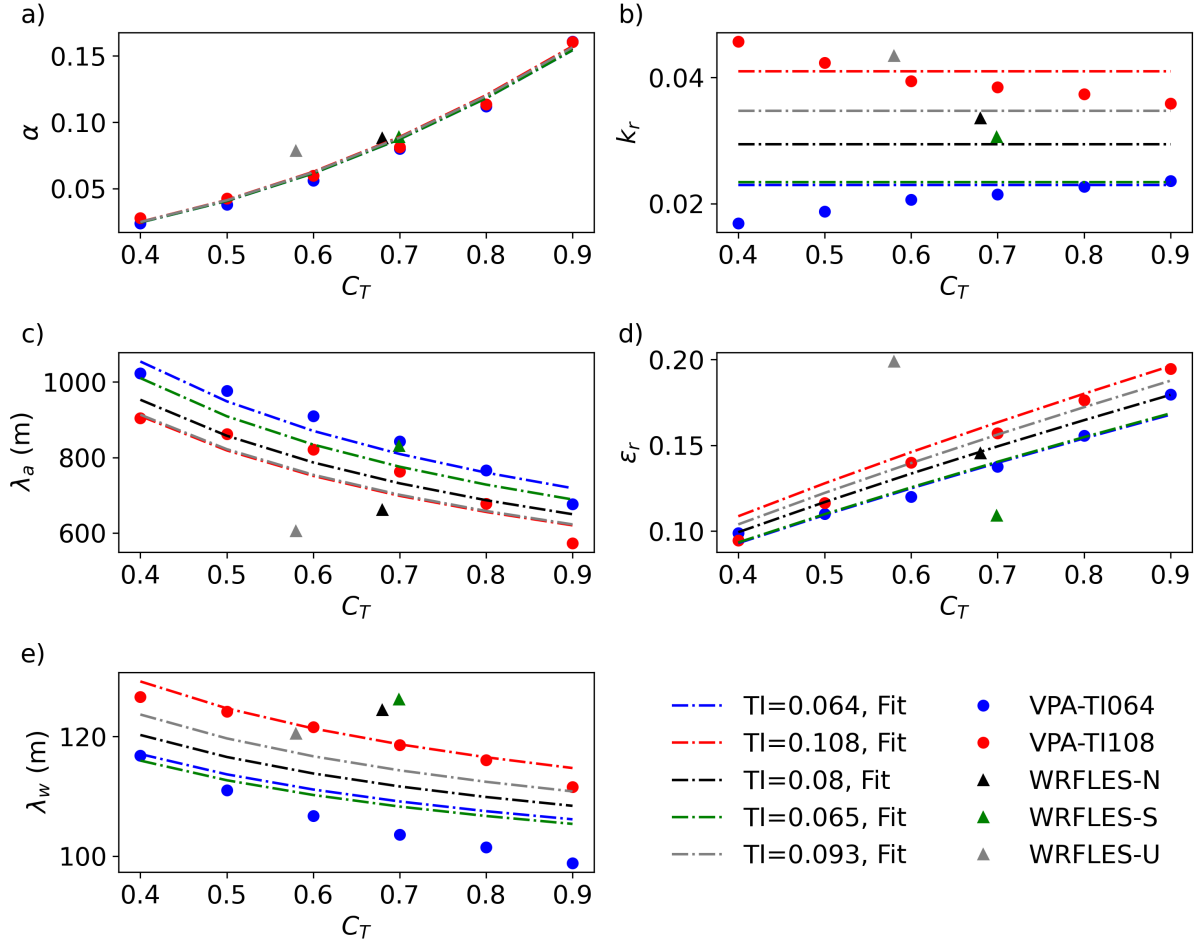 a)
0.15
0.10
0.05
α
0.4 0.5 0.6 0.7 0.8 0.9
C_T
b)
0.04
0.02
k_r
0.4 0.5 0.6 0.7 0.8 0.9
C_T
c)
1000
800
600
λ_a (m)
0.4 0.5 0.6 0.7 0.8 0.9
C_T
d)
0.20
0.15
0.10
ε_r
0.4 0.5 0.6 0.7 0.8 0.9
C_T
e)
120
100
λ_w (m)
0.4 0.5 0.6 0.7 0.8 0.9
C_T
TI=0.064, Fit
TI=0.108, Fit
TI=0.08, Fit
TI=0.065, Fit
TI=0.093, Fit
VPA-TI064
VPA-TI108
WRFLES-N
WRFLES-S
WRFLES-U